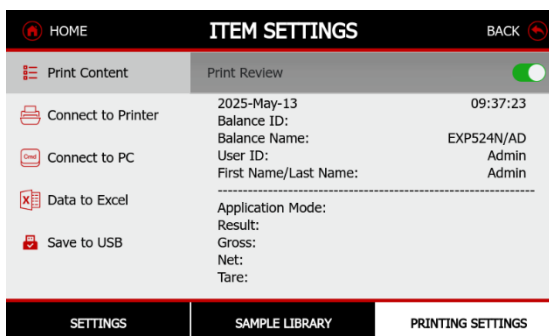 HOME ITEM SETTINGS BACK
Print Content
Connect to Printer
Cmd Connect to PC
X Data to Excel
Save to USB
Print Review
2025-May-13 09:37:23
Balance ID:
Balance Name: EXP524N/AD
User ID: Admin
First Name/Last Name: Admin
--------------------------------------------------------------------------------
Application Mode:
Result:
Gross:
Net:
Tare:
SETTINGS SAMPLE LIBRARY PRINTING SETTINGS